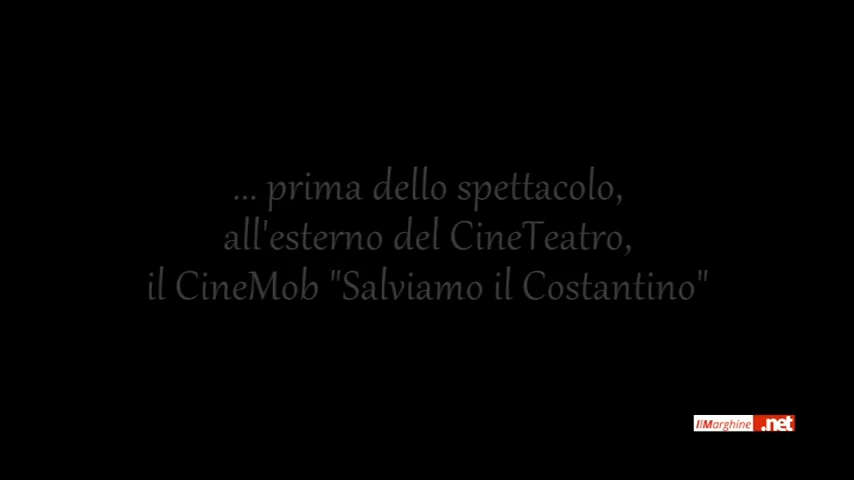 ... prima dello spettacolo,
all'esterno del CineTeatro,
il CineMob "Salviamo il Costantino"
IlMarghine .net